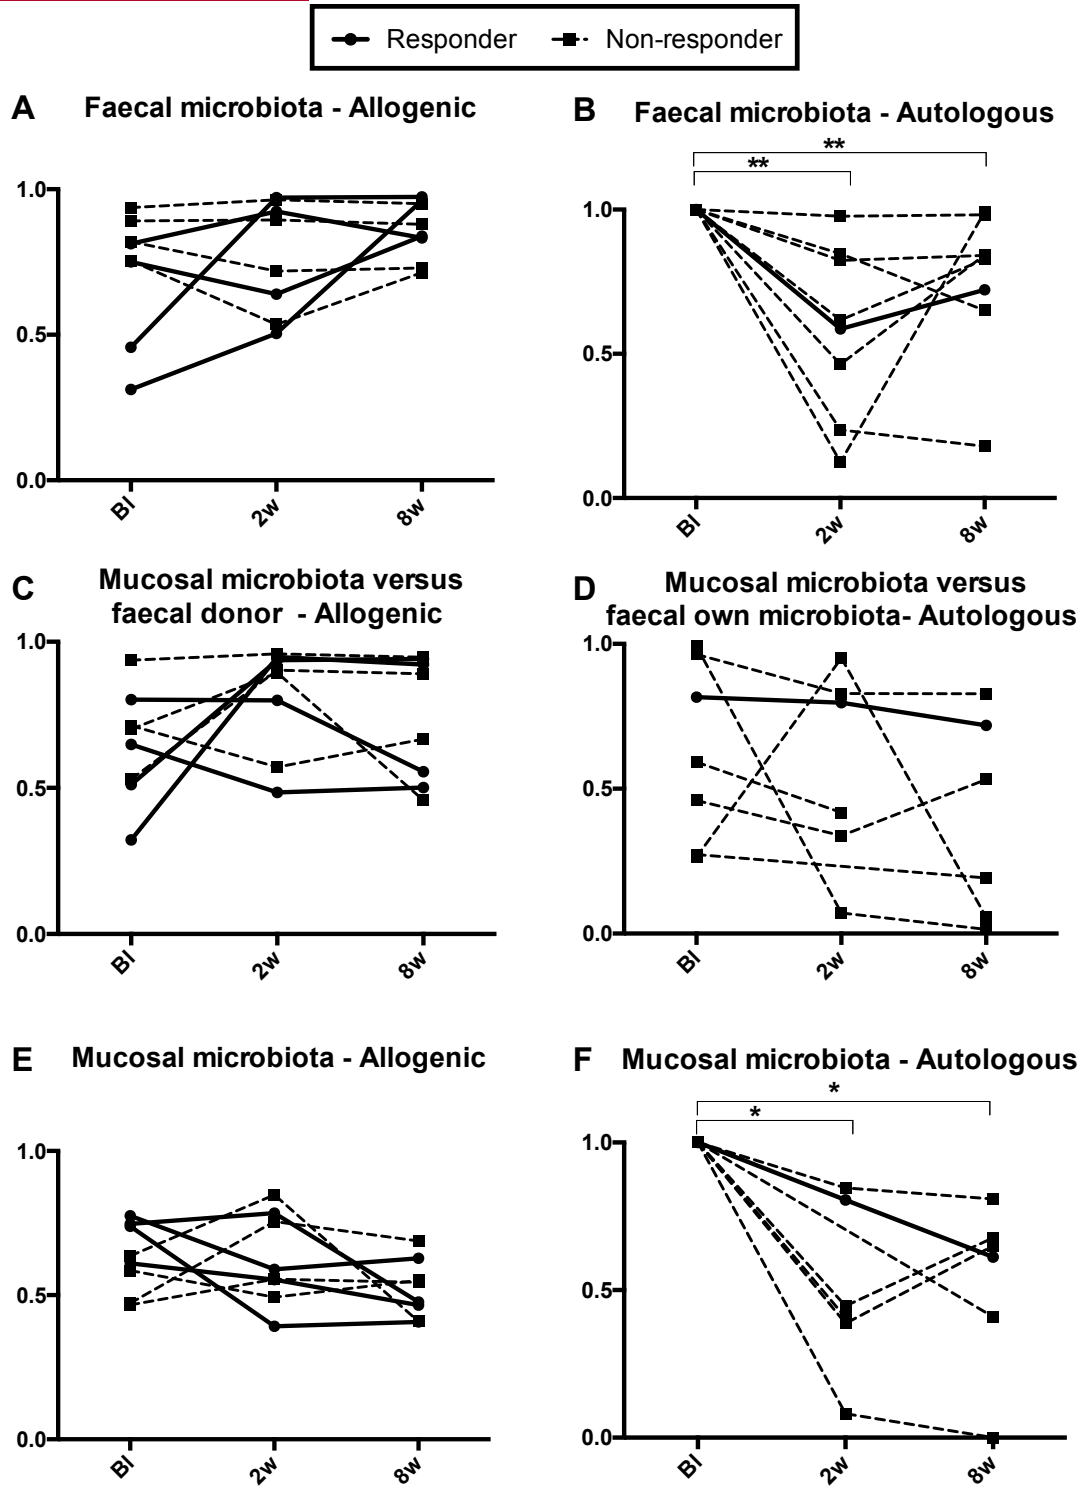 Responder Non-responder
A Faecal microbiota - Allogenic
1.0
0.5
0.0
Bl 2w 8w
B Faecal microbiota - Autologous
**
**
1.0
0.5
0.0
Bl 2w 8w
C Mucosal microbiota versus
faecal donor - Allogenic
1.0
0.5
0.0
Bl 2w 8w
D Mucosal microbiota versus
faecal own microbiota- Autologous
1.0
0.5
0.0
Bl 2w 8w
E Mucosal microbiota - Allogenic
1.0
0.5
0.0
Bl 2w 8w
F Mucosal microbiota - Autologous
*
*
1.0
0.5
0.0
Bl 2w 8w